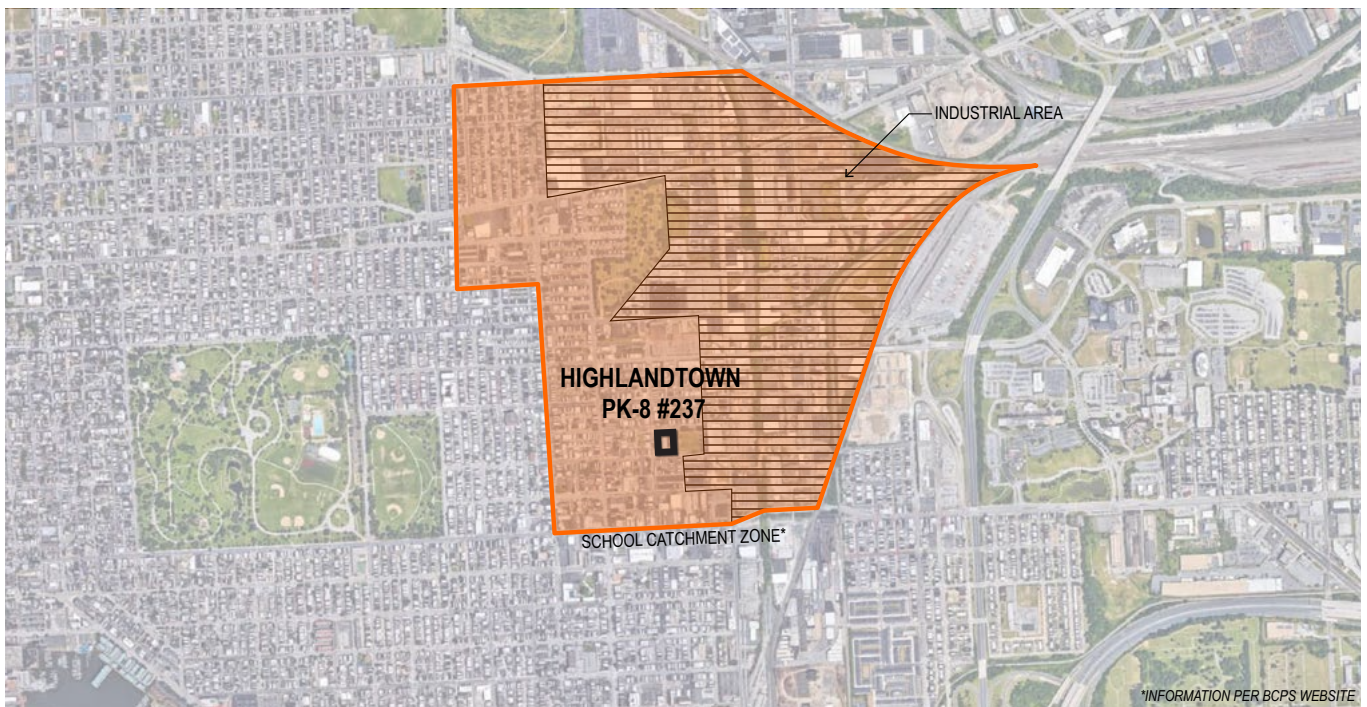 INDUSTRIAL AREA
HIGHLANDTOWN
PK-8 #237
SCHOOL CATCHMENT ZONE*
*INFORMATION PER BCPS WEBSITE